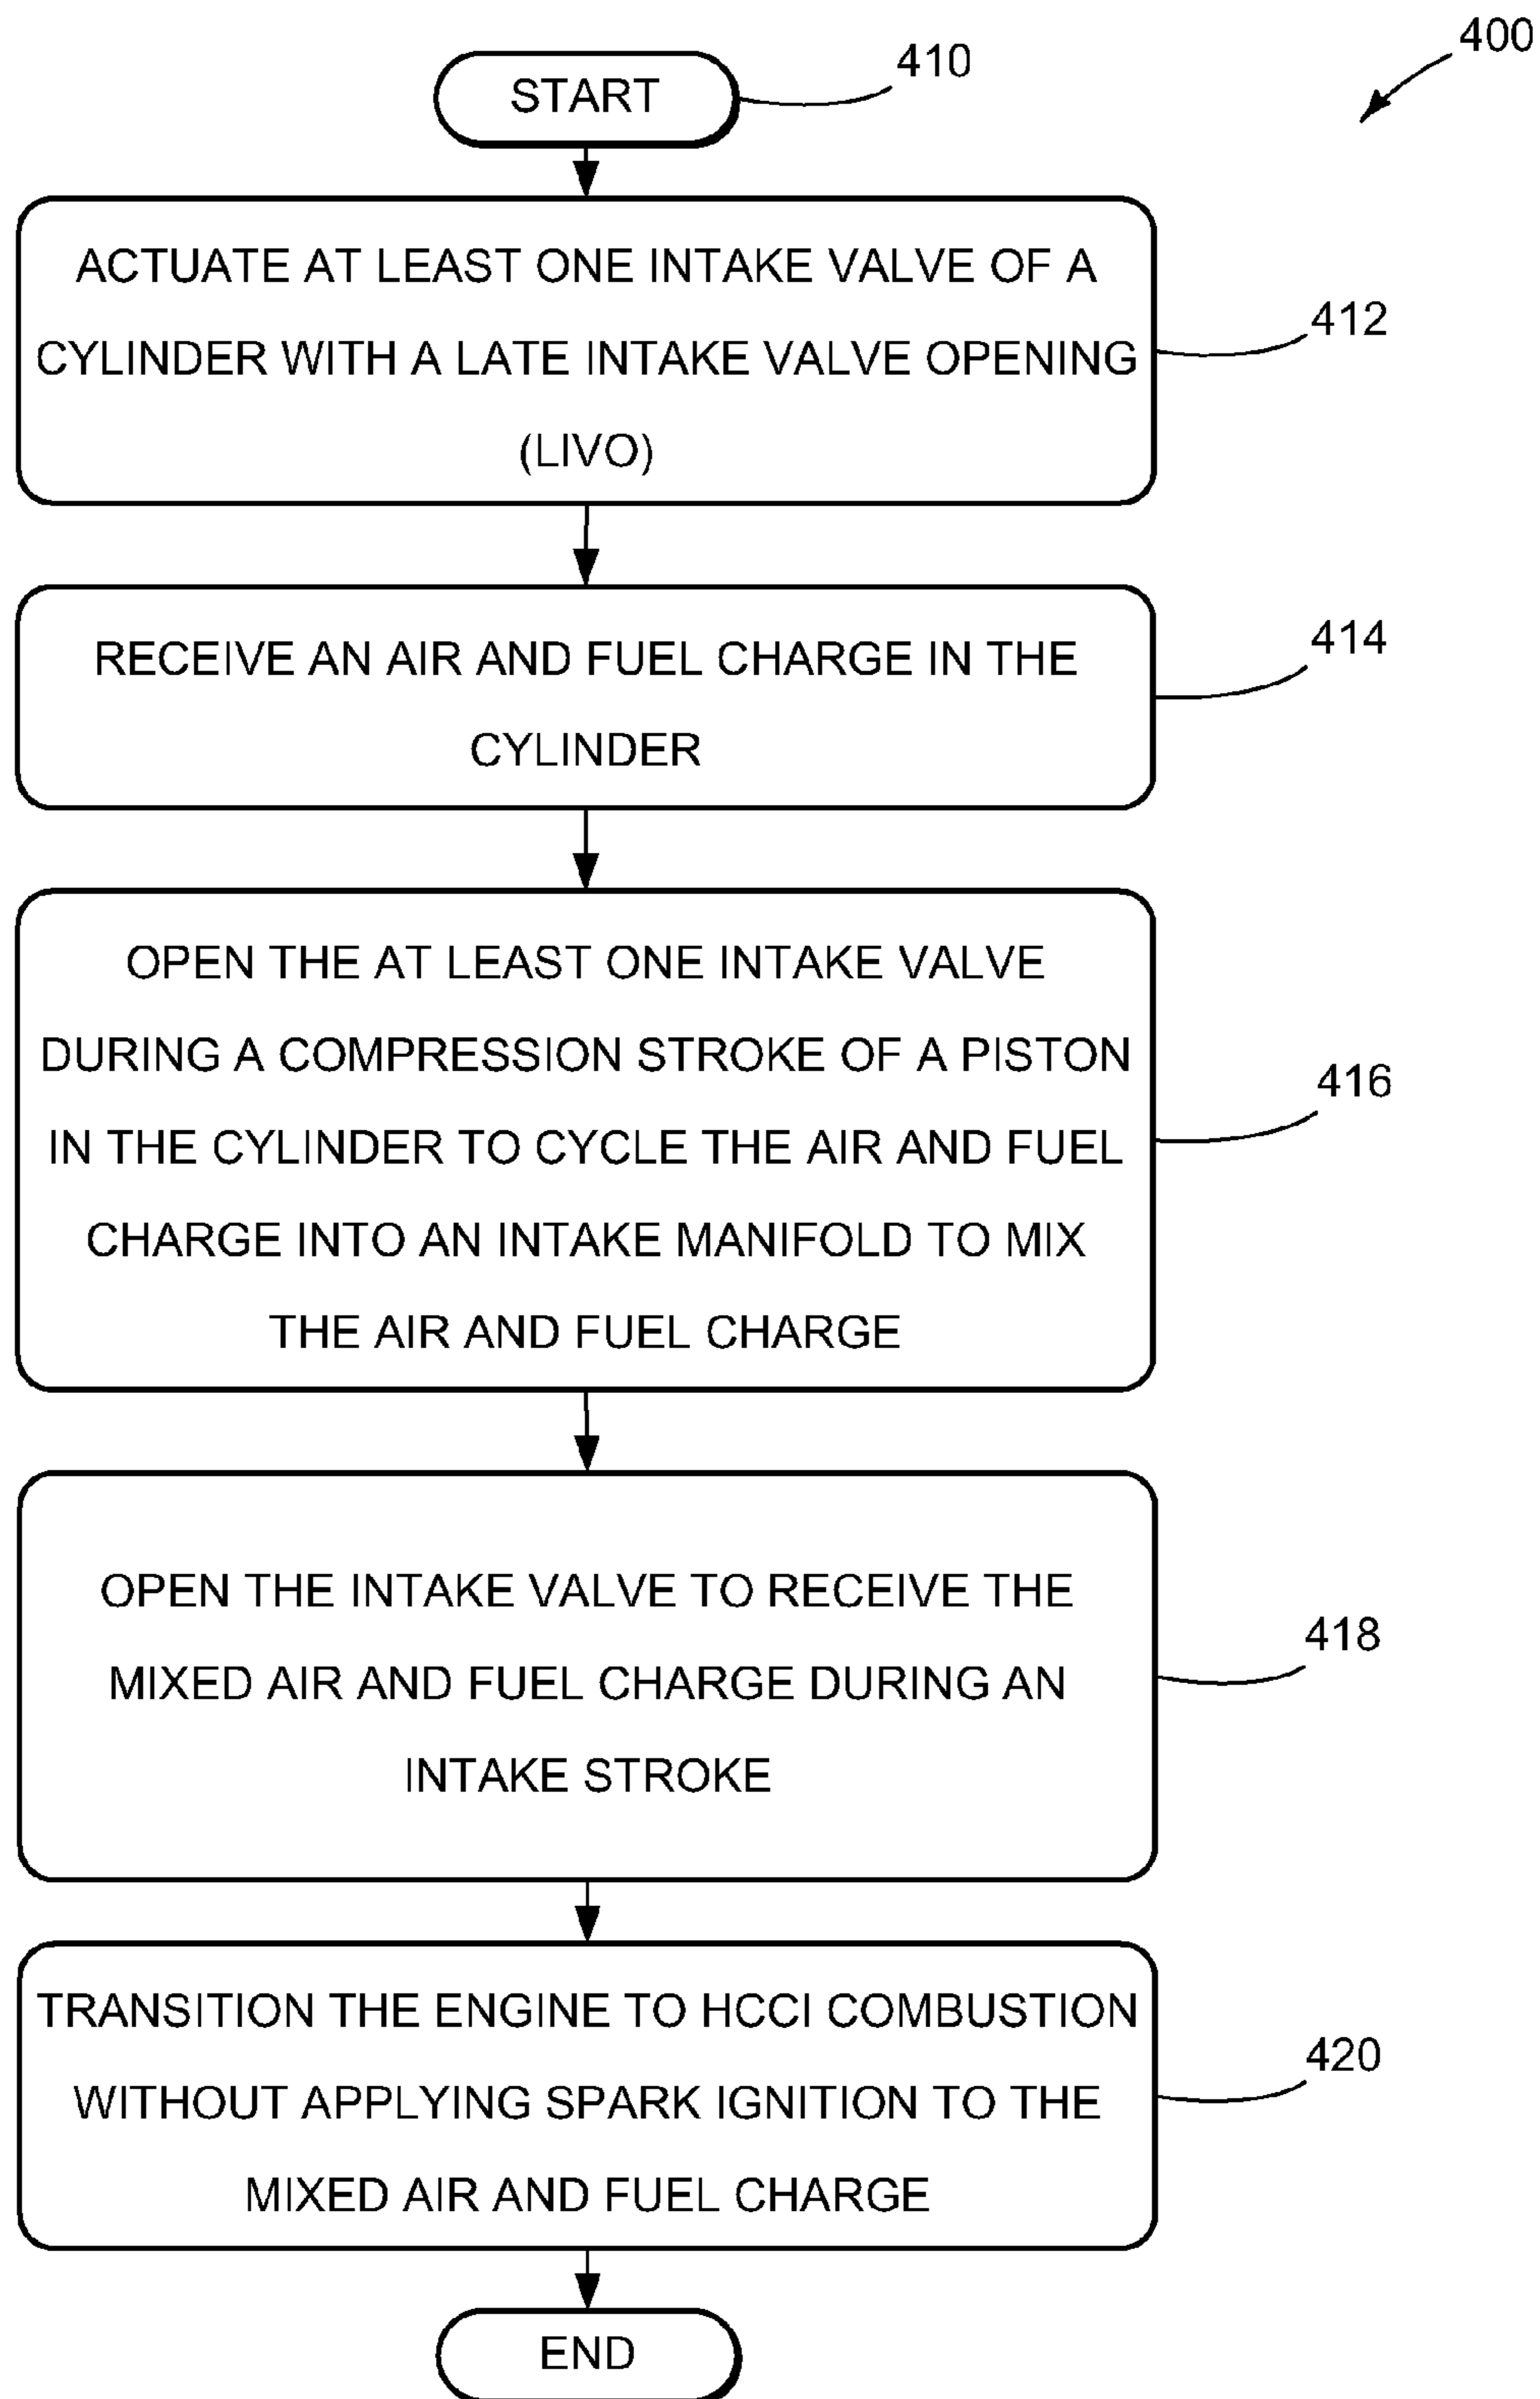 400
START
410
ACTUATE AT LEAST ONE INTAKE VALVE OF A
CYLINDER WITH A LATE INTAKE VALVE OPENING
(LIVO)
412
RECEIVE AN AIR AND FUEL CHARGE IN THE
CYLINDER
414
OPEN THE AT LEAST ONE INTAKE VALVE
DURING A COMPRESSION STROKE OF A PISTON
IN THE CYLINDER TO CYCLE THE AIR AND FUEL
CHARGE INTO AN INTAKE MANIFOLD TO MIX
THE AIR AND FUEL CHARGE
416
OPEN THE INTAKE VALVE TO RECEIVE THE
MIXED AIR AND FUEL CHARGE DURING AN
INTAKE STROKE
418
TRANSITION THE ENGINE TO HCCI COMBUSTION
WITHOUT APPLYING SPARK IGNITION TO THE
MIXED AIR AND FUEL CHARGE
420
END